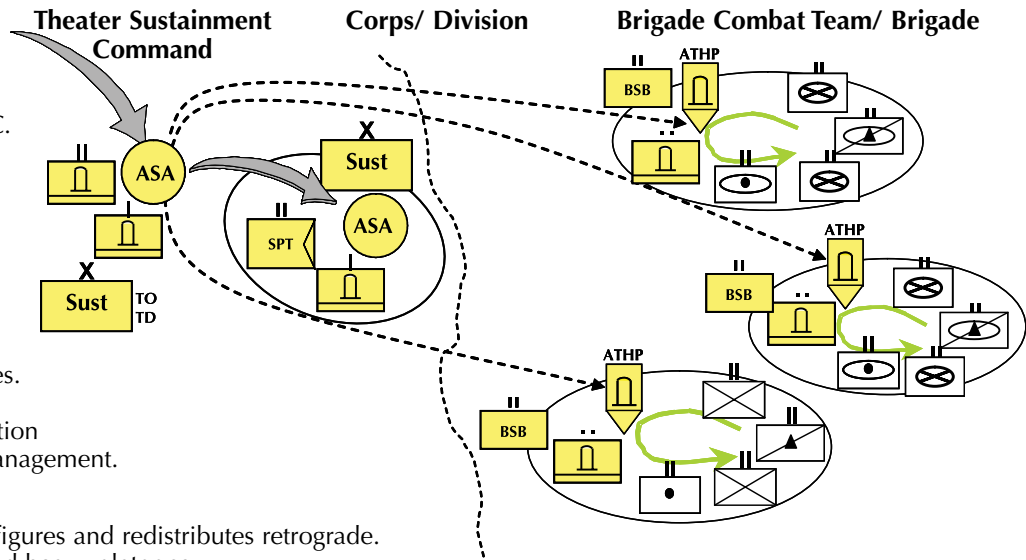 Theater Sustainment
Command
Corps/ Division
Brigade Combat Team/ Brigade
ATHP
BSB
ASA
X
Sust
ASA
SPT
X
Sust
TO
TD
ATHP
BSB
ATHP
BSB
es.
tion
anagement.
figures and redistributes retrograde.